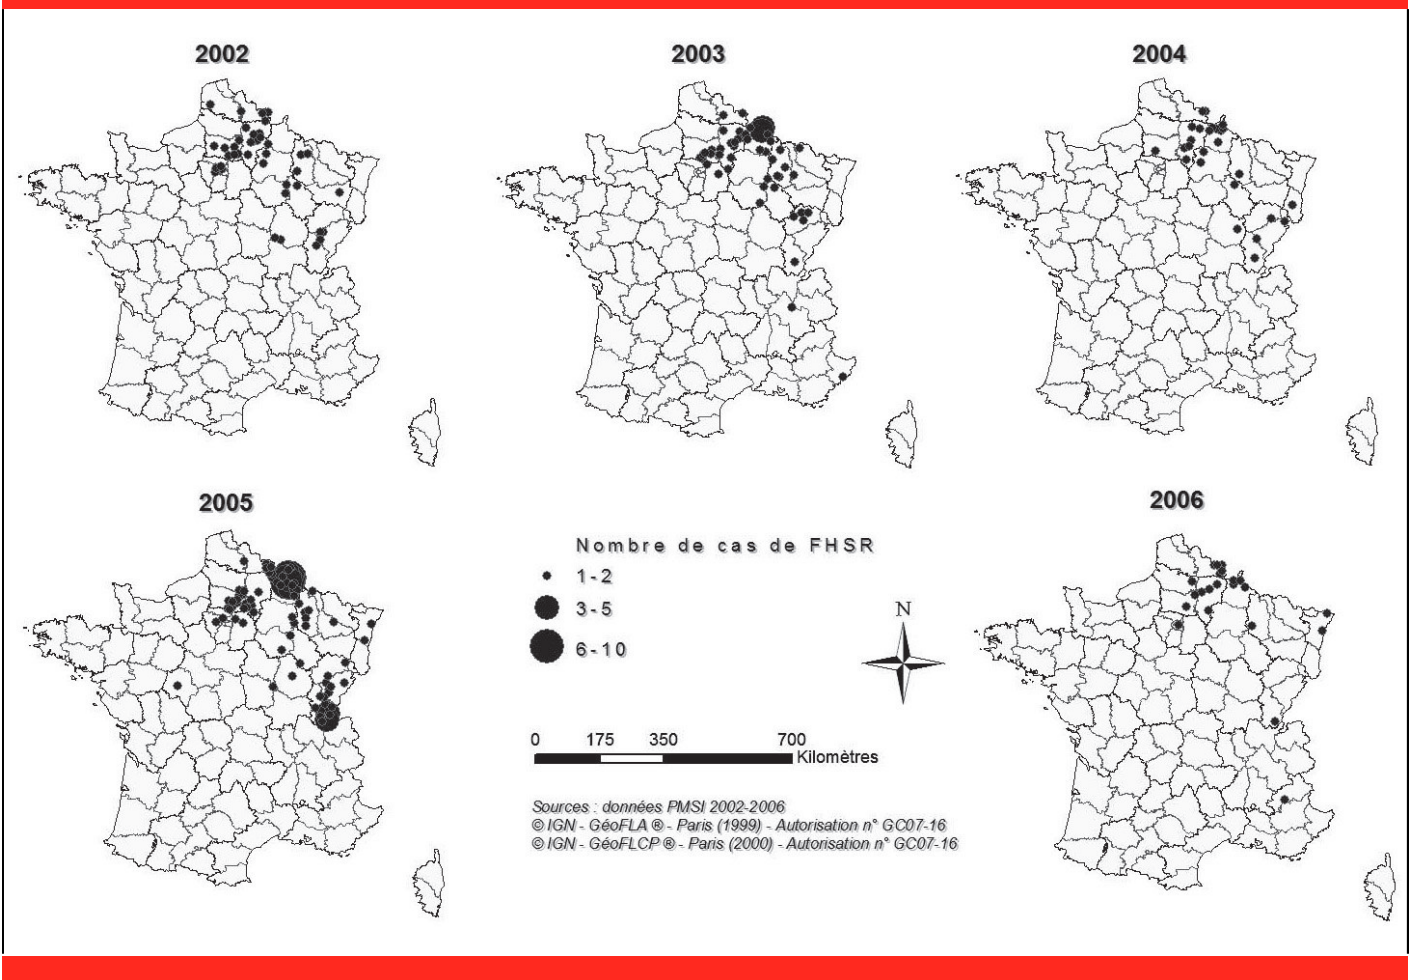 2002
2003
2004
2005
2006
Nombre de cas de FHSR
1-2
3-5
6-10
N
0 175 350 700
Kilomètres
Sources : données PMSI 2002-2006
© IGN - GéoFLA ® - Paris (1999) - Autorisation n° GC07-16
© IGN - GéoFLCP ® - Paris (2000) - Autorisation n° GC07-16